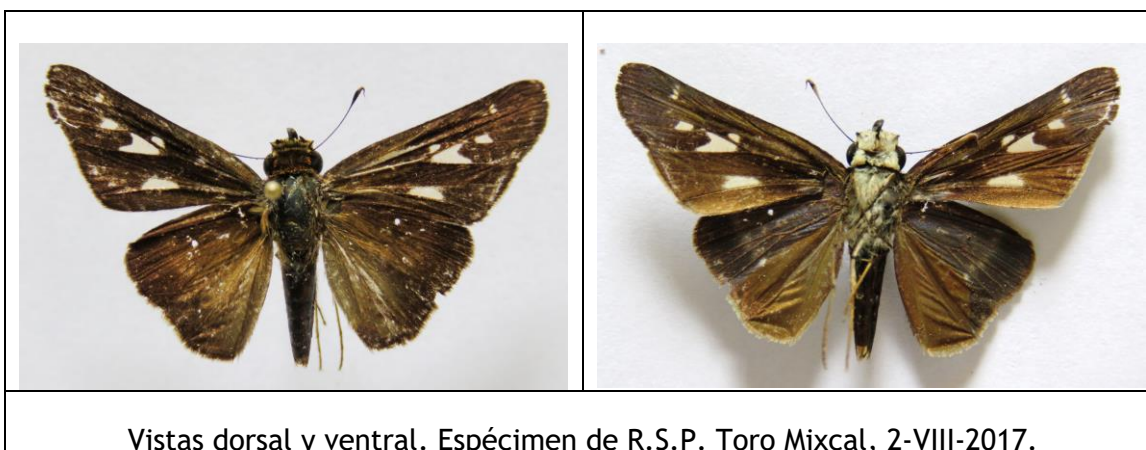 Vistas dorsal y ventral. Espécimen de R.S.P. Toro Mixcal, 2-VIII-2017.